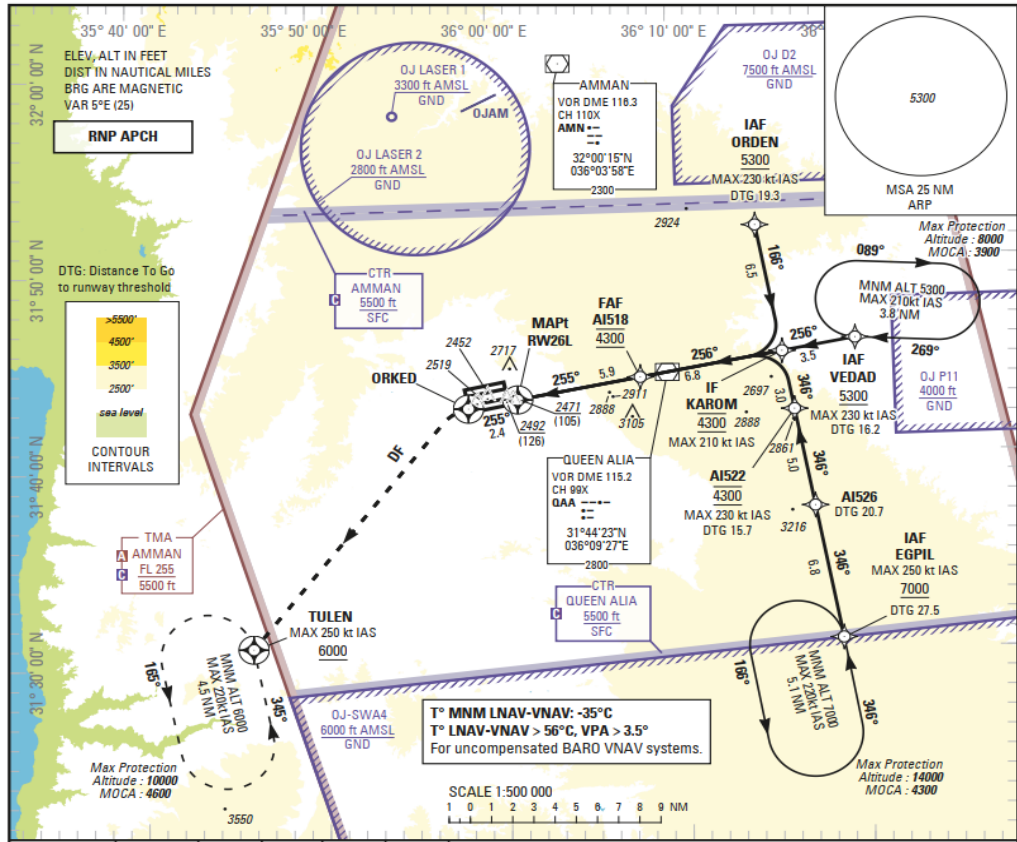 35° 40' 00" E
35° 50' 00" E
36° 00' 00" E
36° 10' 00" E
36°
32° 00' 00" N
31° 50' 00" N
31° 40' 00" N
31° 30' 00" N
ELEV, ALT IN FEET
DIST IN NAUTICAL MILES
BRG ARE MAGNETIC
VAR 5°E (25)
RNP APCH
OJ LASER 1
3300 ft AMSL
GND
OJAM
OJ LASER 2
2800 ft AMSL
GND
AMMAN
VOR DME 116.3
CH 110X
AMN
32°00'15"N
036°03'58"E
2300
OJ D2
7500 ft AMSL
GND
IAF
ORDEN
5300
MAX 230 kt IAS
DTG 19.3
5300
MSA 25 NM
ARP
2924
Max Protection
Altitude : 8000
MOCA : 3900
089°
MNM ALT 5300
MAX 210kt IAS
3.8 NM
269°
166°
6.5
DTG: Distance To Go
to runway threshold
>5500'
4500'
3500'
2500'
sea level
CONTOUR
INTERVALS
CTR
AMMAN
C
5500 ft
SFC
FAF
AI518
4300
MAPt
RW26L
2452
2519
2717
ORKED
255°
2.4
255°
5.9
2471
(105)
2492
(126)
2888
2911
3105
256°
6.8
256°
3.5
IF
KAROM
4300
MAX 210 kt IAS
2697
2888
2861
3.0
346°
IAF
VEDAD
5300
MAX 230 kt IAS
DTG 16.2
OJ P11
4000 ft
GND
DF
QUEEN ALIA
VOR DME 115.2
CH 99X
QAA
31°44'23"N
036°09'27"E
2800
AI522
4300
MAX 230 kt IAS
DTG 15.7
5.0
346°
AI526
DTG 20.7
3216
6.8
346°
IAF
EGPIL
MAX 250 kt IAS
7000
DTG 27.5
TMA
A
AMMAN
C
FL 255
5500 ft
CTR
C
QUEEN ALIA
5500 ft
SFC
TULEN
MAX 250 kt IAS
6000
165°
MNM ALT 6000
MAX 220kt IAS
4.5 NM
345°
OJ-SWA4
6000 ft AMSL
GND
T° MNM LNAV-VNAV: -35°C
T° LNAV-VNAV > 56°C, VPA > 3.5°
For uncompensated BARO VNAV systems.
166°
MNM ALT 7000
MAX 220kt IAS
5.1 NM
346°
Max Protection
Altitude : 10000
MOCA : 4600
3550
SCALE 1:500 000
1 0 1 2 3 4 5 6 7 8 9 NM
Max Protection
Altitude : 14000
MOCA : 4300